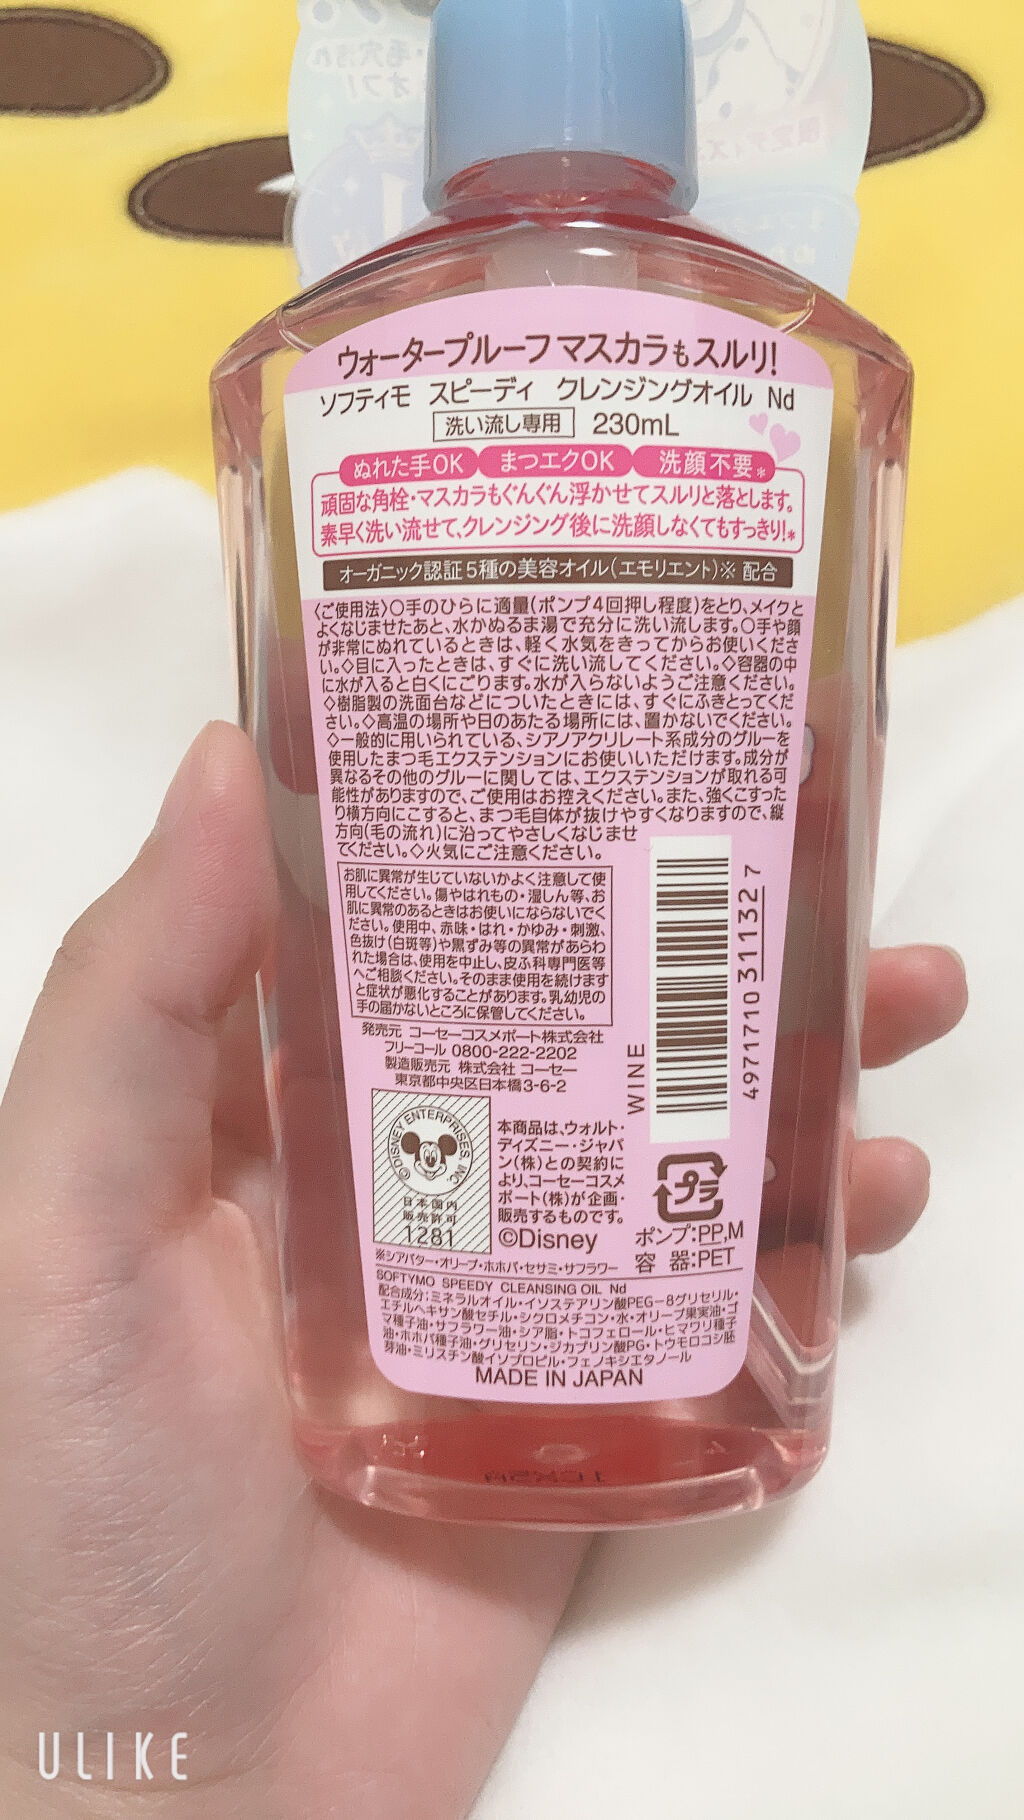 ウォータープルーフマスカラもスルリ!
ソフティモ スピーディ クレンジングオイル Nd
洗い流し専用 230mL
ぬれた手OK まつエクOK 洗顔不要*
頑固な角栓・マスカラもぐんぐん浮かせてスルリと落とします。
素早く洗い流せて、クレンジング後に洗顔しなくてもすっきり!*
オーガニック認証5種の美容オイル(エモリエント)※ 配合
〈ご使用法〉○手のひらに適量(ポンプ4回押し程度)をとり、メイクと
よくなじませたあと、水かぬるま湯で充分に洗い流します。○手や顔
が非常にぬれているときは、軽く水気をきってからお使いくださ
い。◇目に入ったときは、すぐに洗い流してください。◇容器の中
に水が入ると白くにごります。水が入らないようご注意ください。
◇樹脂製の洗面台などについたときには、すぐにふきとってくだ
さい。◇高温の場所や日のあたる場所には、置かないでください。
◇一般的に用いられている、シアノアクリレート系成分のグルーを
使用したまつ毛エクステンションにお使いいただけます。成分が
異なるその他のグルーに関しては、エクステンションが取れる可
能性がありますので、ご使用はお控えください。また、強くこすった
り横方向にこすると、まつ毛自体が抜けやすくなりますので、縦
方向(毛の流れ)に沿ってやさしくなじませ
てください。◇火気にご注意ください。
お肌に異常が生じていないかよく注意して使
用してください。傷やはれもの・湿しん等、お
肌に異常のあるときはお使いにならないでく
ださい。使用中、赤味・はれ・かゆみ・刺激、
色抜け(白斑等)や黒ずみ等の異常があらわ
れた場合は、使用を中止し、皮ふ科専門医等
へご相談ください。そのまま使用を続けます
と症状が悪化することがあります。乳幼児の
手の届かないところに保管してください。
発売元 コーセーコスメポート株式会社
フリーコール 0800-222-2202
製造販売元 株式会社 コーセー
東京都中央区日本橋3-6-2
WINE
4971710 311327
©DISNEY ENTERPRISES, INC.
日本国内
販売許可
1281
本商品は、ウォルト・
ディズニー・ジャパ
ン(株)との契約に
より、コーセーコスメ
ポート(株)が企画・
販売するものです。
©Disney
プラ
ポンプ:PP,M
容 器:PET
※シアバター・オリーブ・ホホバ・セサミ・サフラワー
SOFTYMO SPEEDY CLEANSING OIL Nd
配合成分:ミネラルオイル・イソステアリン酸PEG-8グリセリル・
エチルヘキサン酸セチル・シクロメチコン・水・オリーブ果実油・ゴ
マ種子油・サフラワー油・シア脂・トコフェロール・ヒマワリ種子
油・ホホバ種子油・グリセリン・ジカプリン酸PG・トウモロコシ胚
芽油・ミリスチン酸イソプロピル・フェノキシエタノール
MADE IN JAPAN
ULIKE